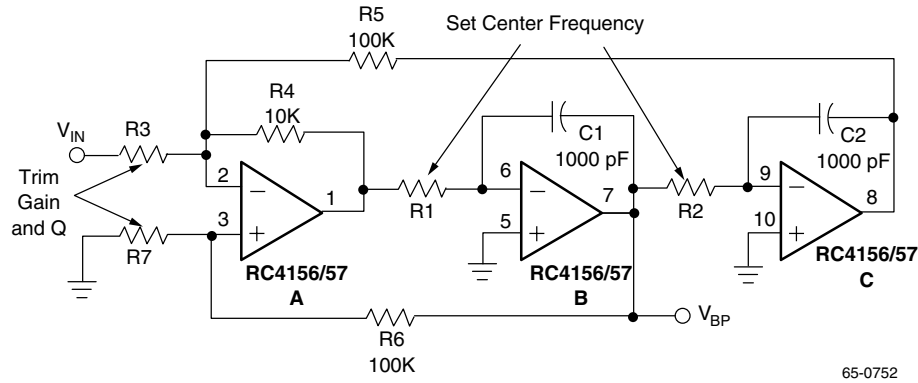 R5
100K
Set Center Frequency
R4
10K
C1
1000 pF
C2
1000 pF
VIN
R3
2
1
6
7
9
8
R1
R2
Trim
Gain
and Q
3
5
10
R7
RC4156/57
A
RC4156/57
B
RC4156/57
C
R6
100K
VBP
65-0752